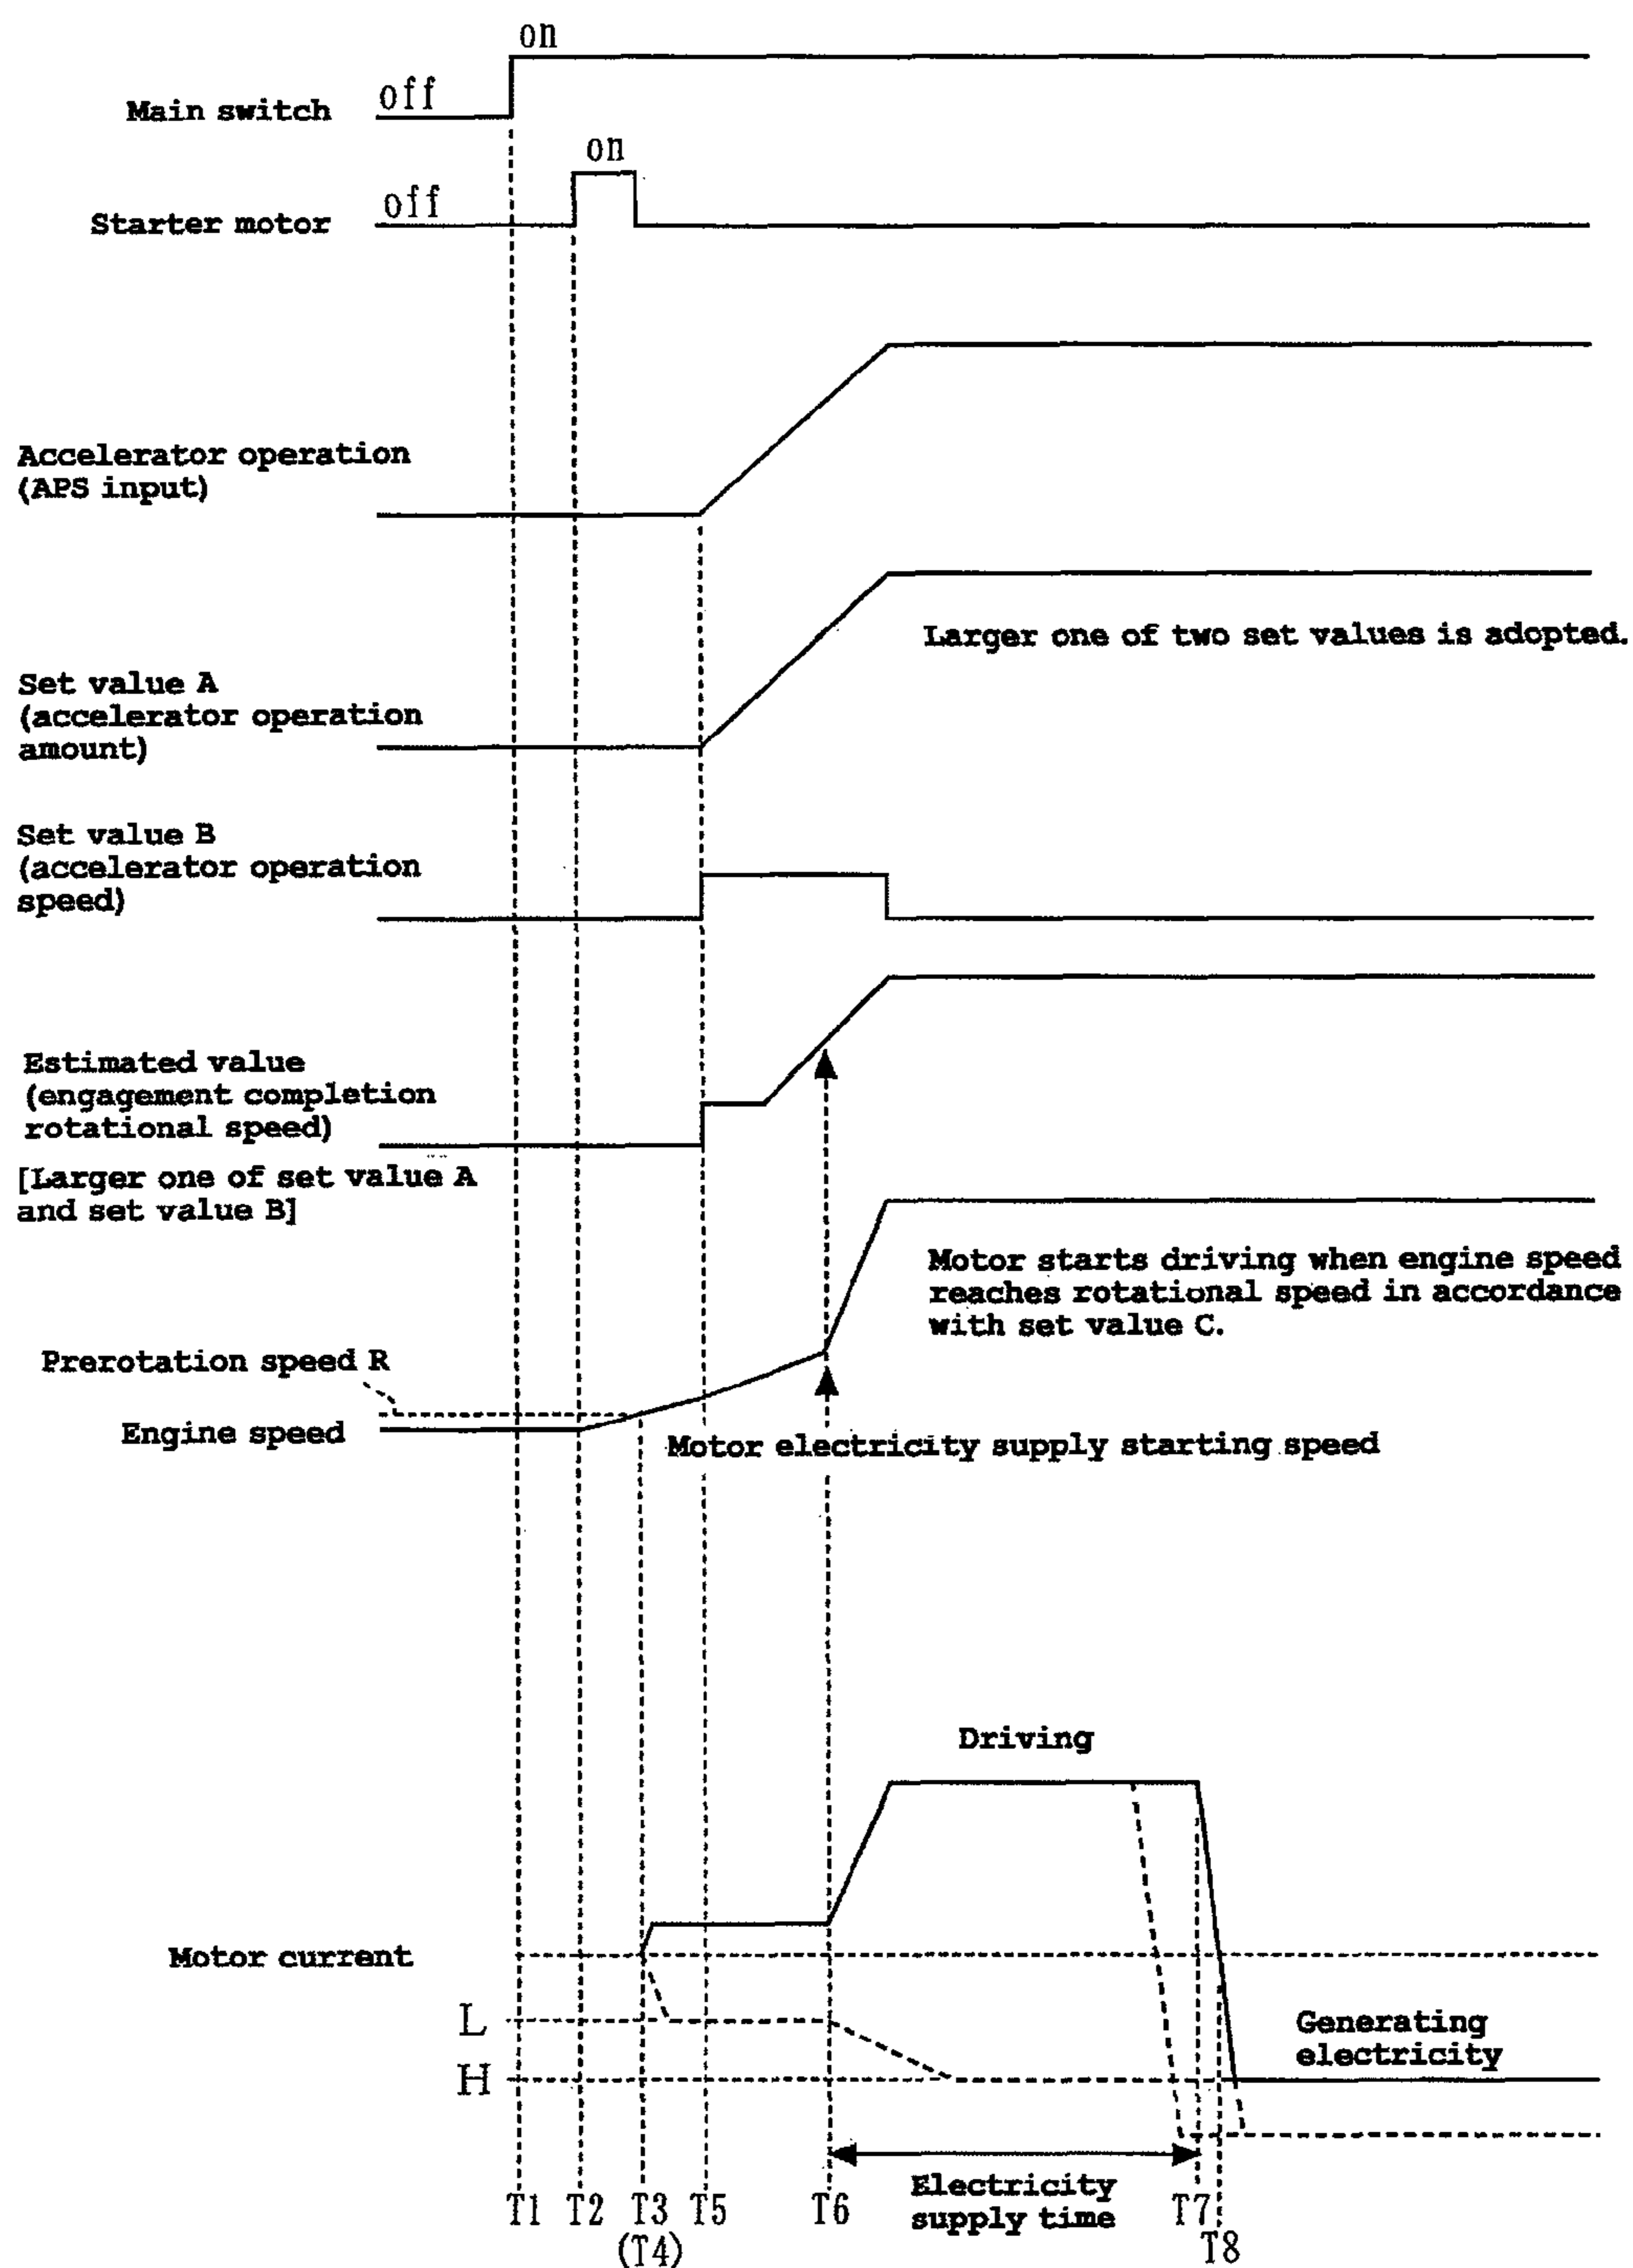 on
Main switch off
on
Starter motor off
Accelerator operation
(APS input)
Larger one of two set values is adopted.
Set value A
(accelerator operation
amount)
Set value B
(accelerator operation
speed)
Estimated value
(engagement completion
rotational speed)
[Larger one of set value A
and set value B]
Motor starts driving when engine speed
reaches rotational speed in accordance
with set value C.
Prerotation speed R
Engine speed
Motor electricity supply starting speed
Driving
Motor current
L
H
Generating
electricity
Electricity
supply time
T1 T2 T3 T5 T6 T7
(T4) T8